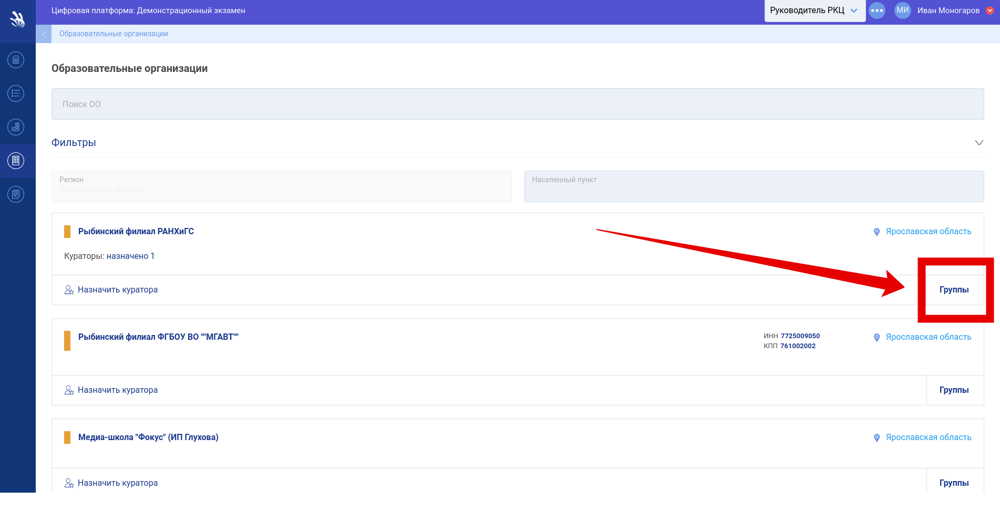 Цифровая платформа: Демонстрационный экзамен
Руководитель РКЦ
МИ
Иван Моногаров
Образовательные организации
Образовательные организации
Поиск ОО
Фильтры
Регион
Ярославская область
Населенный пункт
Рыбинский филиал РАНХиГС
Ярославская область
Кураторы: назначено 1
Назначить куратора
Группы
Рыбинский филиал ФГБОУ ВО ""МГАВТ""
ИНН 7725009050
КПП 761002002
Ярославская область
Назначить куратора
Группы
Медиа-школа "Фокус" (ИП Глухова)
Ярославская область
Назначить куратора
Группы